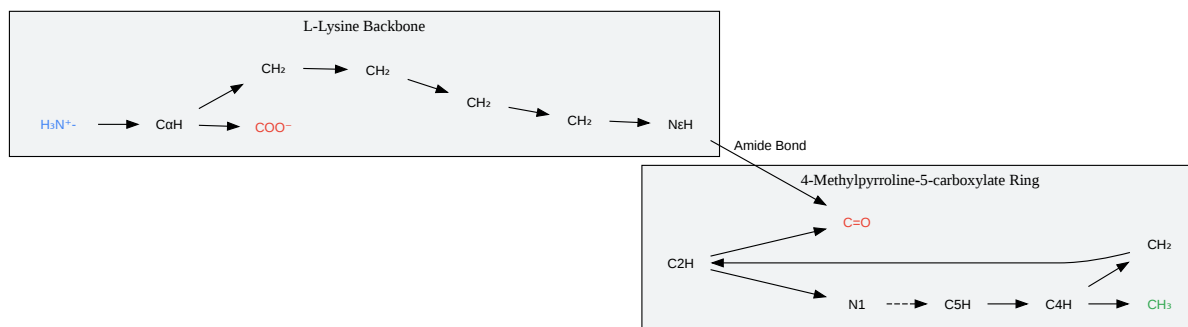 L-Lysine Backbone
CH₂
CH₂
CH₂
CH₂
H₃N⁺-
CαH
COO⁻
NεH
Amide Bond
4-Methylpyrroline-5-carboxylate Ring
C=O
CH₂
C2H
N1
C5H
C4H
CH₃